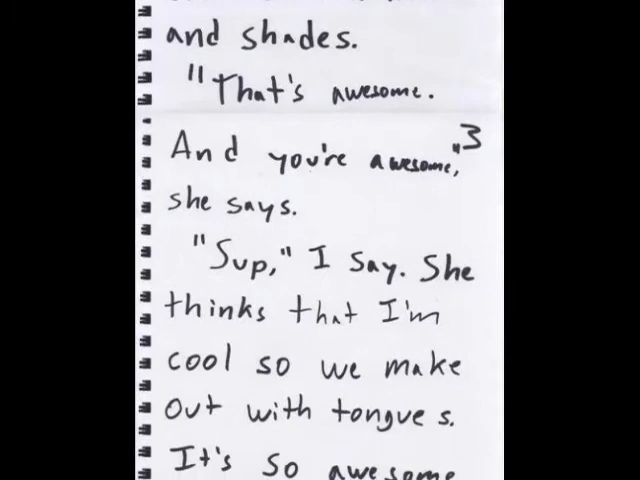 and shades.
"That's awesome.
3
And you're awesome,"
she says.
"Sup," I say. She
thinks that I'm
cool so we make
out with tongues.
It's so awesome